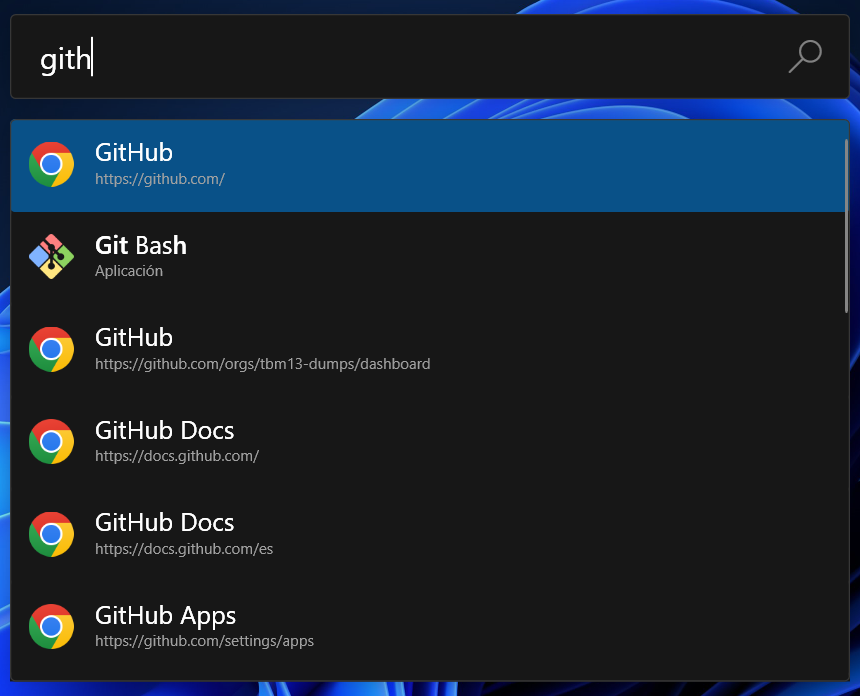 gith
GitHub
https://github.com/
Git Bash
Aplicación
GitHub
https://github.com/orgs/tbm13-dumps/dashboard
GitHub Docs
https://docs.github.com/
GitHub Docs
https://docs.github.com/es
GitHub Apps
https://github.com/settings/apps